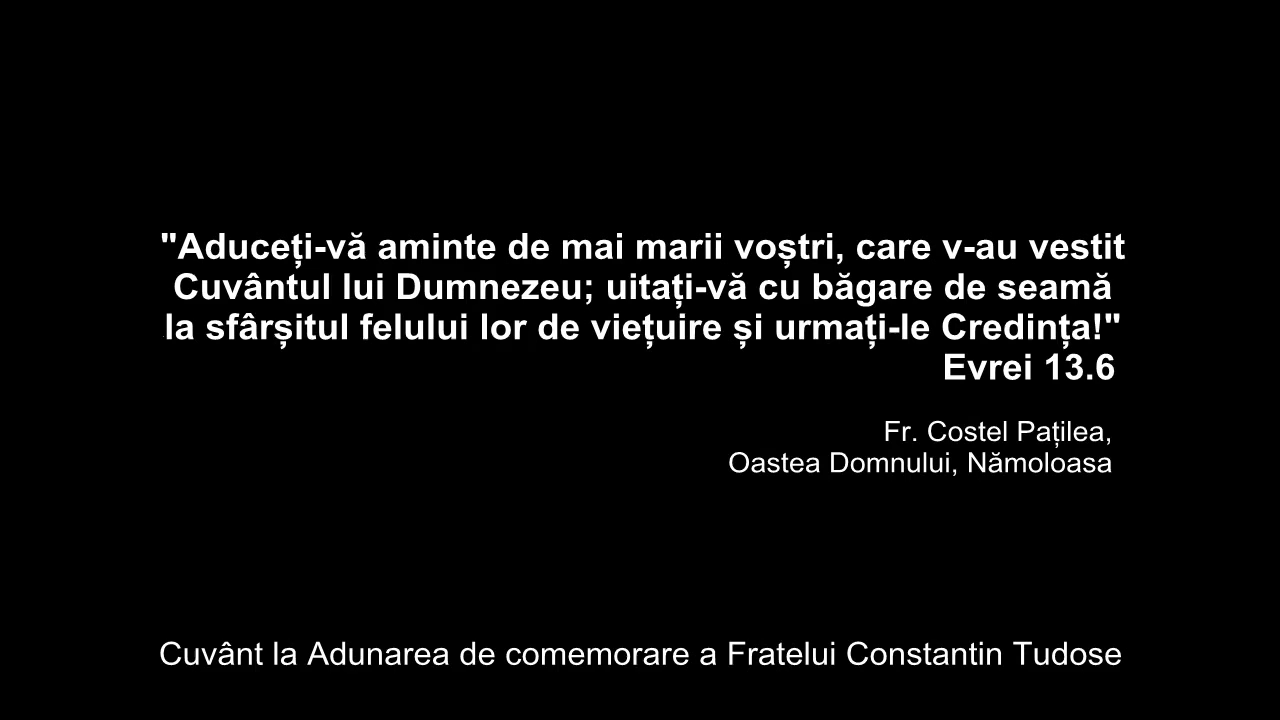 "Aduceți-vă aminte de mai marii voștri, care v-au vestit
Cuvântul lui Dumnezeu; uitați-vă cu băgare de seamă
la sfârșitul felului lor de viețuire și urmați-le Credința!"
Evrei 13.6
Fr. Costel Pațilea,
Oastea Domnului, Nămoloasa
Cuvânt la Adunarea de comemorare a Fratelui Constantin Tudose